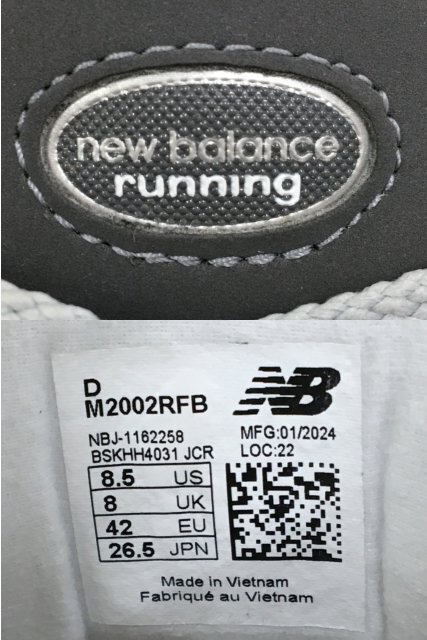 new balance
running
D
M2002RFB
NB
NBJ-1162258
BSKHH4031 JCR
MFG:01/2024
LOC:22
8.5 US
8 UK
42 EU
26.5 JPN
Made in Vietnam
Fabriqué au Vietnam